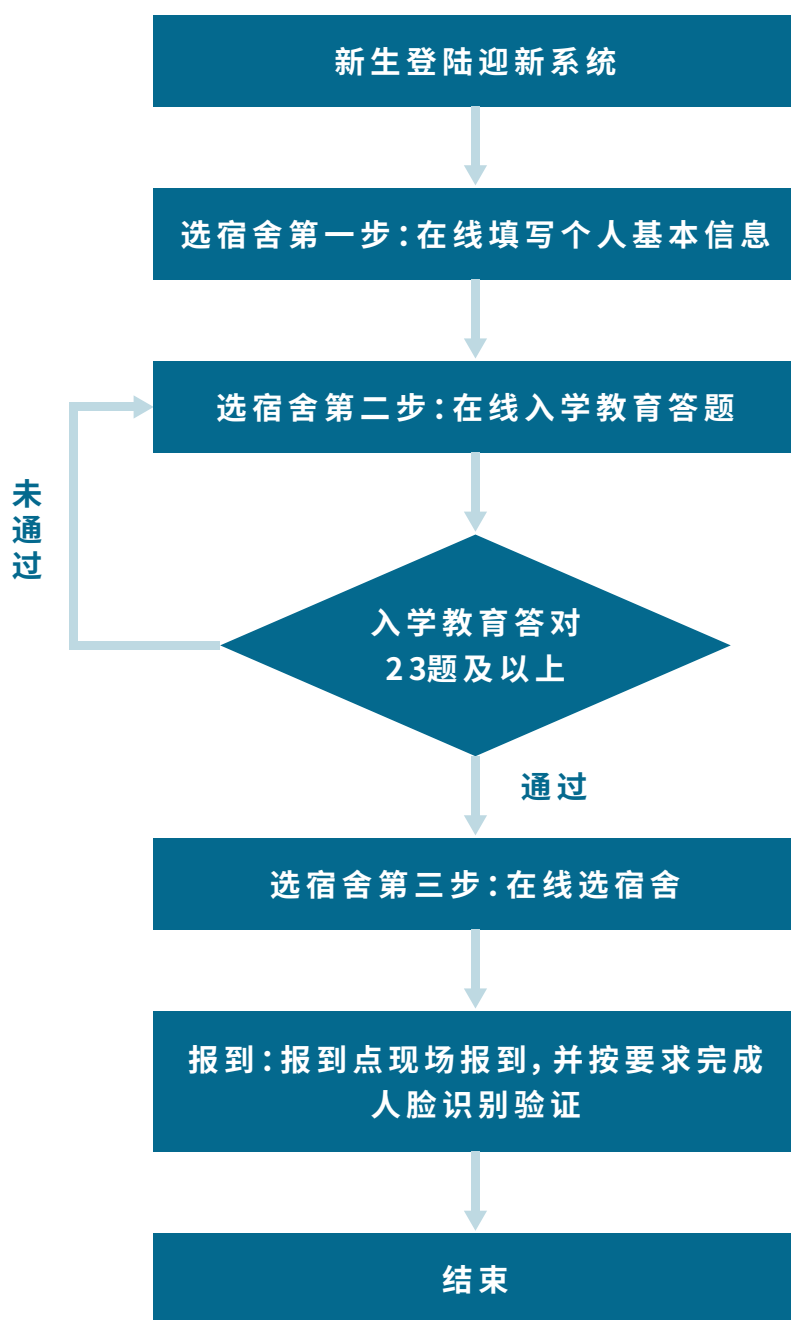 新生登陆迎新系统
选宿舍第一步：在线填写个人基本信息
选宿舍第二步：在线入学教育答题
未通过
入学教育答对
23题及以上
通过
选宿舍第三步：在线选宿舍
报到：报到点现场报到，并按要求完成
人脸识别验证
结束